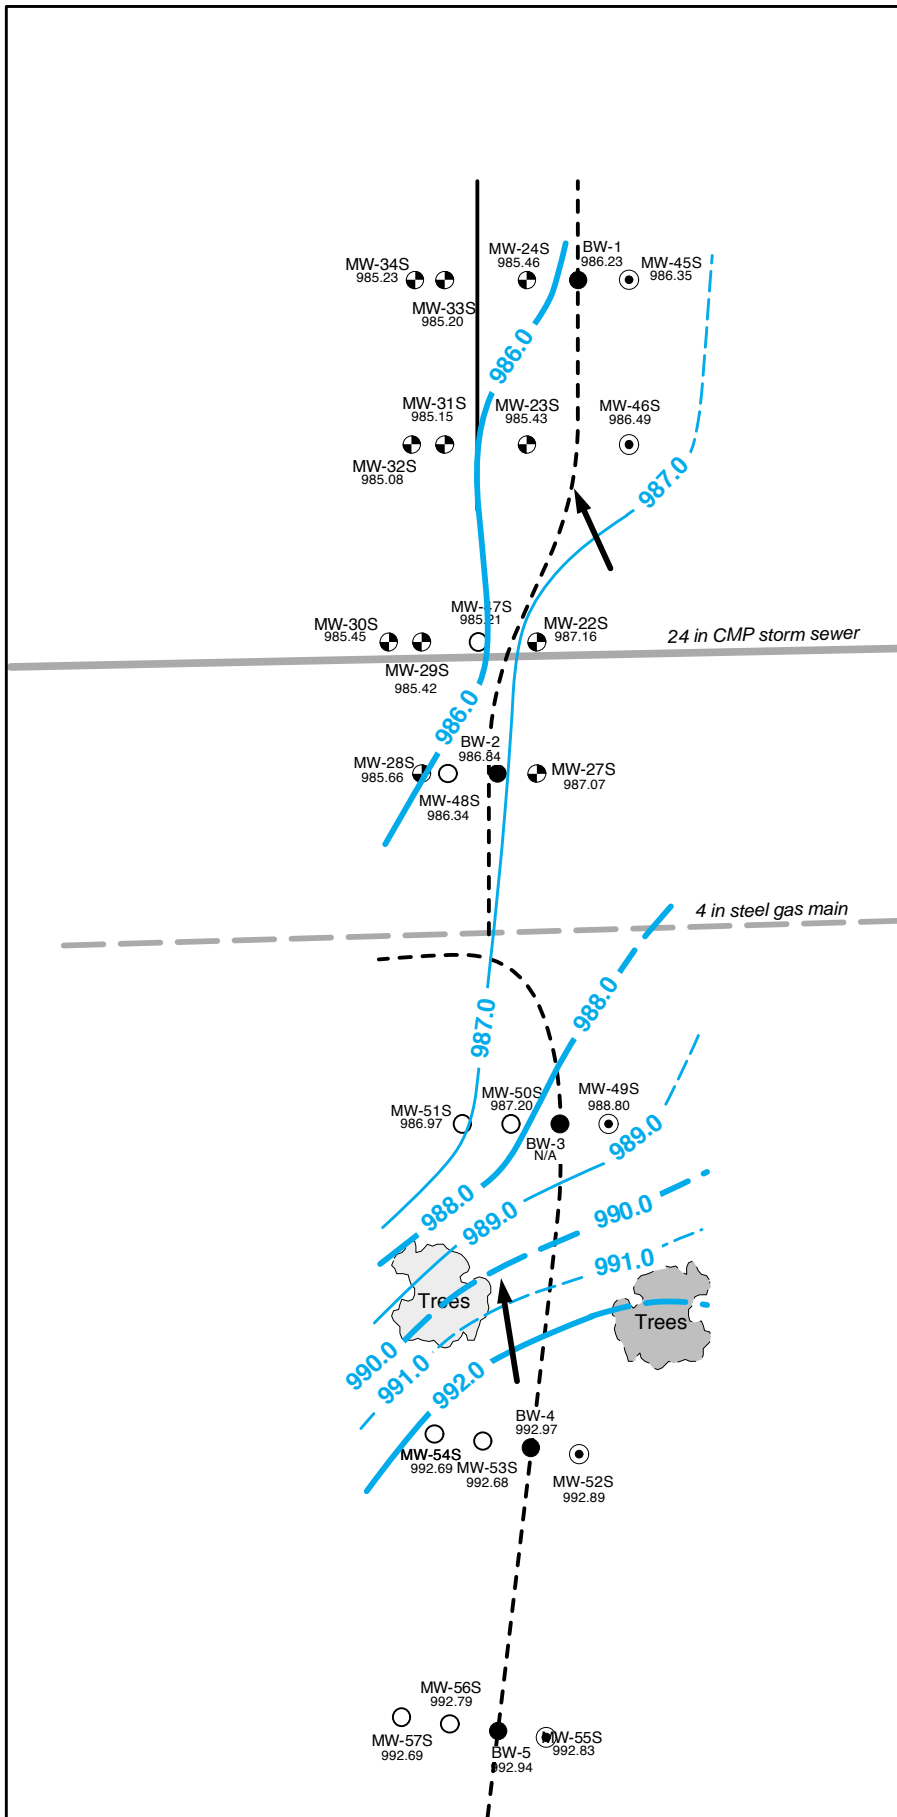 MW-24S
985.46
BW-1
986.23
MW-45S
986.35
MW-34S
985.23
MW-33S
985.20
986.0
MW-31S
985.15
MW-23S
985.43
MW-46S
986.49
MW-32S
985.08
987.0
MW-47S
985.21
MW-30S
985.45
MW-22S
987.16
24 in CMP storm sewer
MW-29S
985.42
986.0
BW-2
986.84
MW-28S
985.66
MW-27S
987.07
MW-48S
986.34
4 in steel gas main
988.0
987.0
MW-50S
987.20
MW-49S
988.80
MW-51S
986.97
BW-3
N/A
989.0
988.0
989.0
990.0
991.0
Trees
Trees
990.0
991.0
992.0
BW-4
992.97
MW-54S
992.69
MW-53S
992.68
MW-52S
992.89
MW-56S
992.79
MW-57S
992.69
MW-55S
992.83
BW-5
992.94